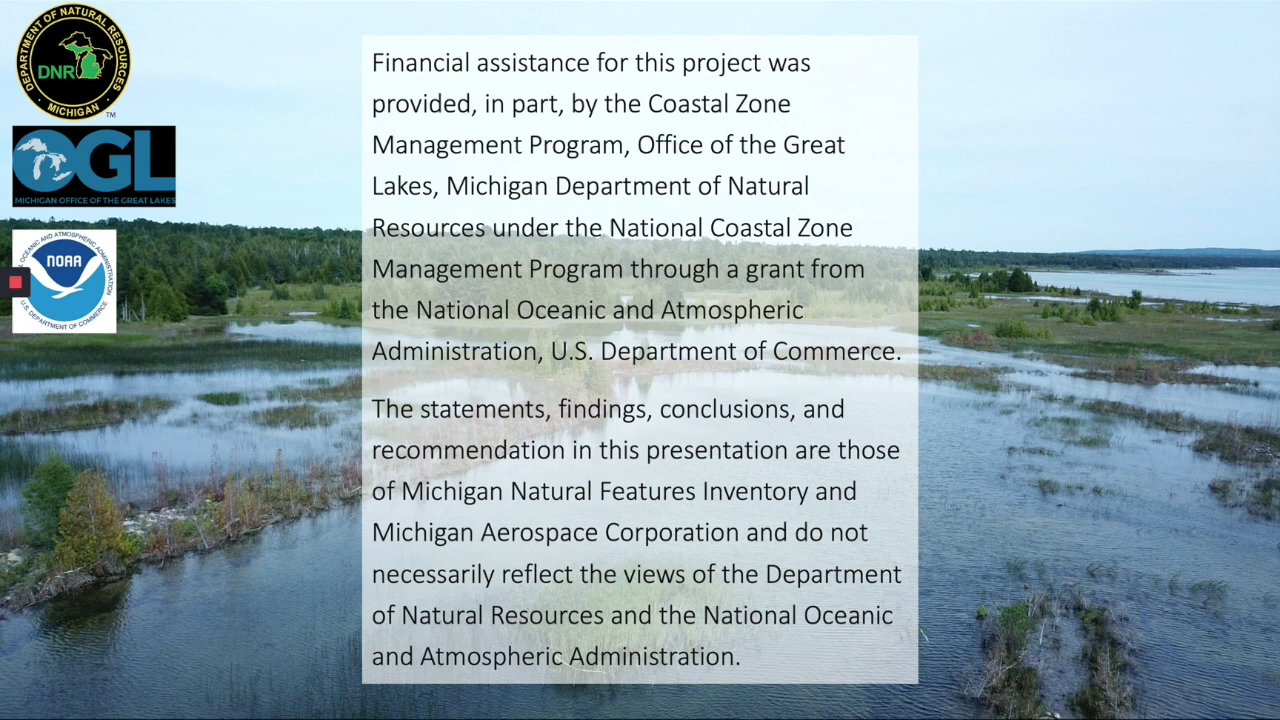 DEPARTMENT OF NATURAL RESOURCES
DNR
MICHIGAN
TM
OGL
MICHIGAN OFFICE OF THE GREAT LAKES
NATIONAL OCEANIC AND ATMOSPHERIC ADMINISTRATION
NOAA
U.S. DEPARTMENT OF COMMERCE
Financial assistance for this project was
provided, in part, by the Coastal Zone
Management Program, Office of the Great
Lakes, Michigan Department of Natural
Resources under the National Coastal Zone
Management Program through a grant from
the National Oceanic and Atmospheric
Administration, U.S. Department of Commerce.
The statements, findings, conclusions, and
recommendation in this presentation are those
of Michigan Natural Features Inventory and
Michigan Aerospace Corporation and do not
necessarily reflect the views of the Department
of Natural Resources and the National Oceanic
and Atmospheric Administration.